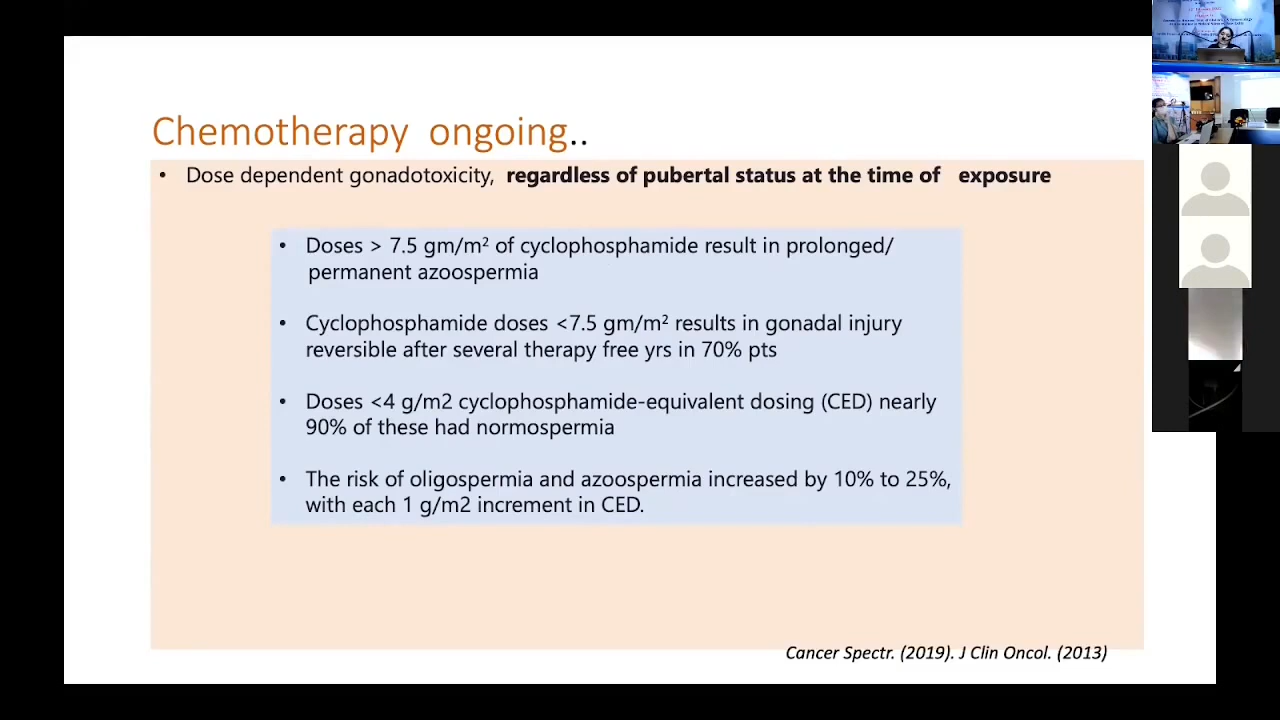 Chemotherapy ongoing..
• Dose dependent gonadotoxicity, regardless of pubertal status at the time of exposure
• Doses > 7.5 gm/m² of cyclophosphamide result in prolonged/
permanent azoospermia
• Cyclophosphamide doses <7.5 gm/m² results in gonadal injury
reversible after several therapy free yrs in 70% pts
• Doses <4 g/m2 cyclophosphamide-equivalent dosing (CED) nearly
90% of these had normospermia
• The risk of oligospermia and azoospermia increased by 10% to 25%,
with each 1 g/m2 increment in CED.
Cancer Spectr. (2019). J Clin Oncol. (2013)